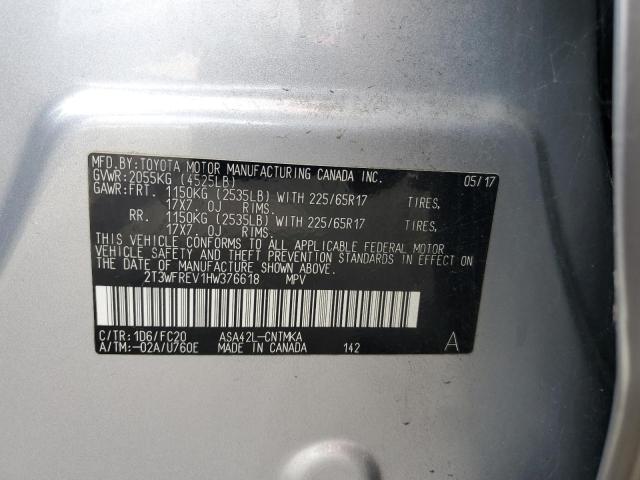 MFD.BY:TOYOTA MOTOR MANUFACTURING CANADA INC. 05/17
GVWR:2055KG (4525LB)
GAWR:FRT. 1150KG (2535LB) WITH 225/65R17 TIRES,
17X7.0J RIMS.
RR. 1150KG (2535LB) WITH 225/65R17 TIRES,
17X7.0J RIMS.
THIS VEHICLE CONFORMS TO ALL APPLICABLE FEDERAL MOTOR
VEHICLE SAFETY AND THEFT PREVENTION STANDARDS IN EFFECT ON
THE DATE OF MANUFACTURE SHOWN ABOVE.
2T3WFREV1HW376618 MPV
C/TR:1D6/FC20 ASA42L-CNTMKA
A/TM:-02A/U760E MADE IN CANADA 142 A